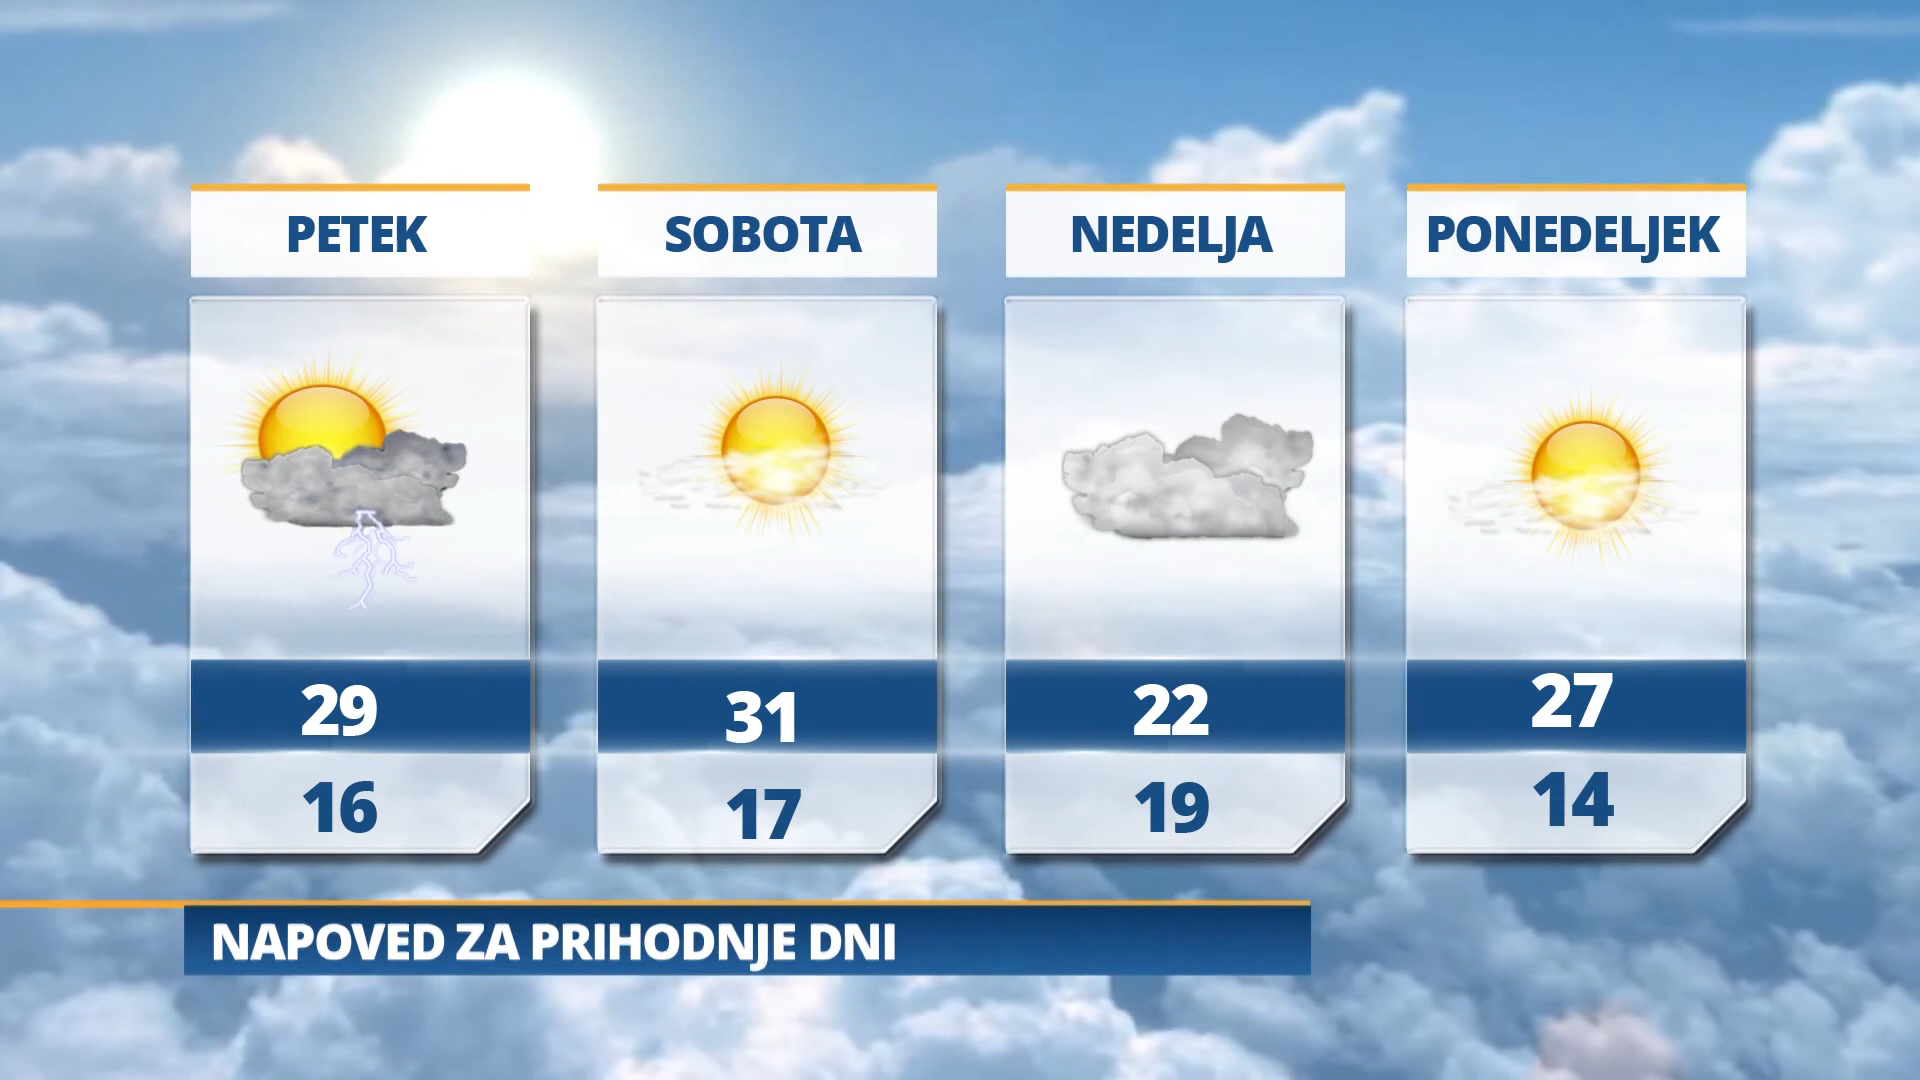 PETEK
SOBOTA
NEDELJA
PONEDELJEK
29
31
22
27
16
17
19
14
NAPOVED ZA PRIHODNJE DNI